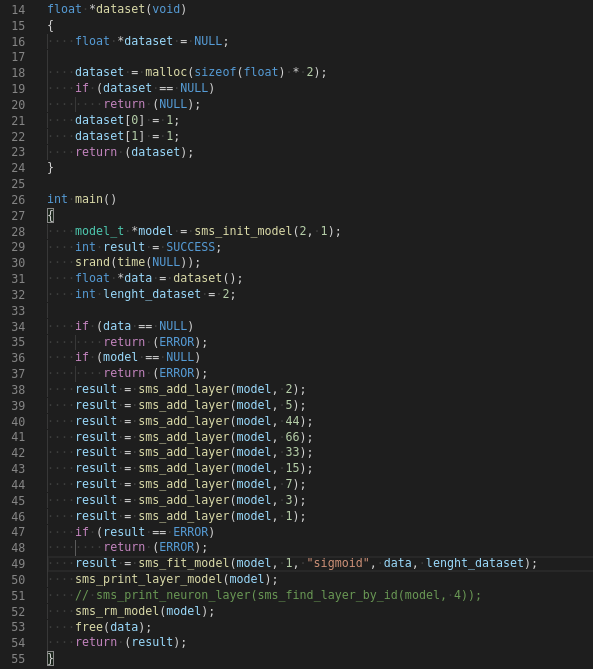 14 float *dataset(void)
15 {
16     float *dataset = NULL;
17
18     dataset = malloc(sizeof(float) * 2);
19     if (dataset == NULL)
20         return (NULL);
21     dataset[0] = 1;
22     dataset[1] = 1;
23     return (dataset);
24 }
25
26 int main()
27 {
28     model_t *model = sms_init_model(2, 1);
29     int result = SUCCESS;
30     srand(time(NULL));
31     float *data = dataset();
32     int lenght_dataset = 2;
33
34     if (data == NULL)
35         return (ERROR);
36     if (model == NULL)
37         return (ERROR);
38     result = sms_add_layer(model, 2);
39     result = sms_add_layer(model, 5);
40     result = sms_add_layer(model, 44);
41     result = sms_add_layer(model, 66);
42     result = sms_add_layer(model, 33);
43     result = sms_add_layer(model, 15);
44     result = sms_add_layer(model, 7);
45     result = sms_add_layer(model, 3);
46     result = sms_add_layer(model, 1);
47     if (result == ERROR)
48         return (ERROR);
49     result = sms_fit_model(model, 1, "sigmoid", data, lenght_dataset);
50     sms_print_layer_model(model);
51     // sms_print_neuron_layer(sms_find_layer_by_id(model, 4));
52     sms_rm_model(model);
53     free(data);
54     return (result);
55 }